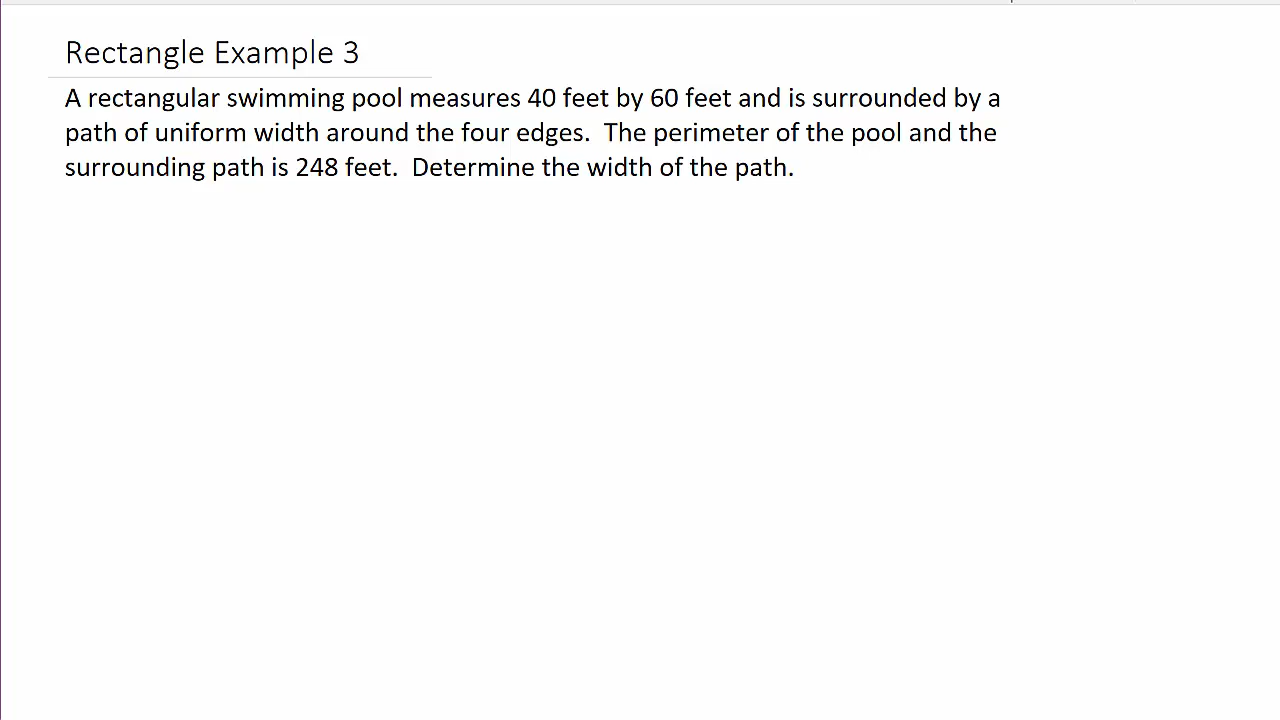 Rectangle Example 3
A rectangular swimming pool measures 40 feet by 60 feet and is surrounded by a
path of uniform width around the four edges.  The perimeter of the pool and the
surrounding path is 248 feet.  Determine the width of the path.